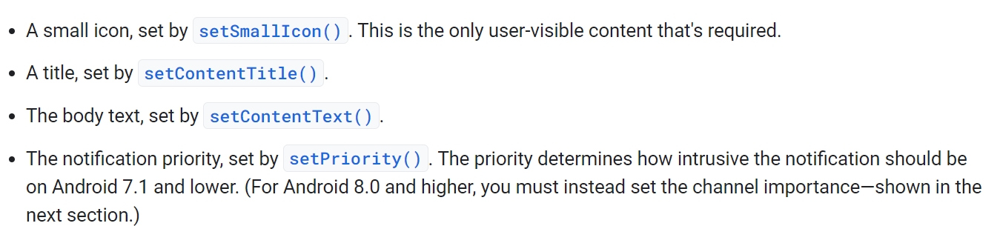 • A small icon, set by setSmallIcon() . This is the only user-visible content that's required.
• A title, set by setContentTitle() .
• The body text, set by setContentText() .
• The notification priority, set by setPriority() . The priority determines how intrusive the notification should be
on Android 7.1 and lower. (For Android 8.0 and higher, you must instead set the channel importance—shown in the
next section.)